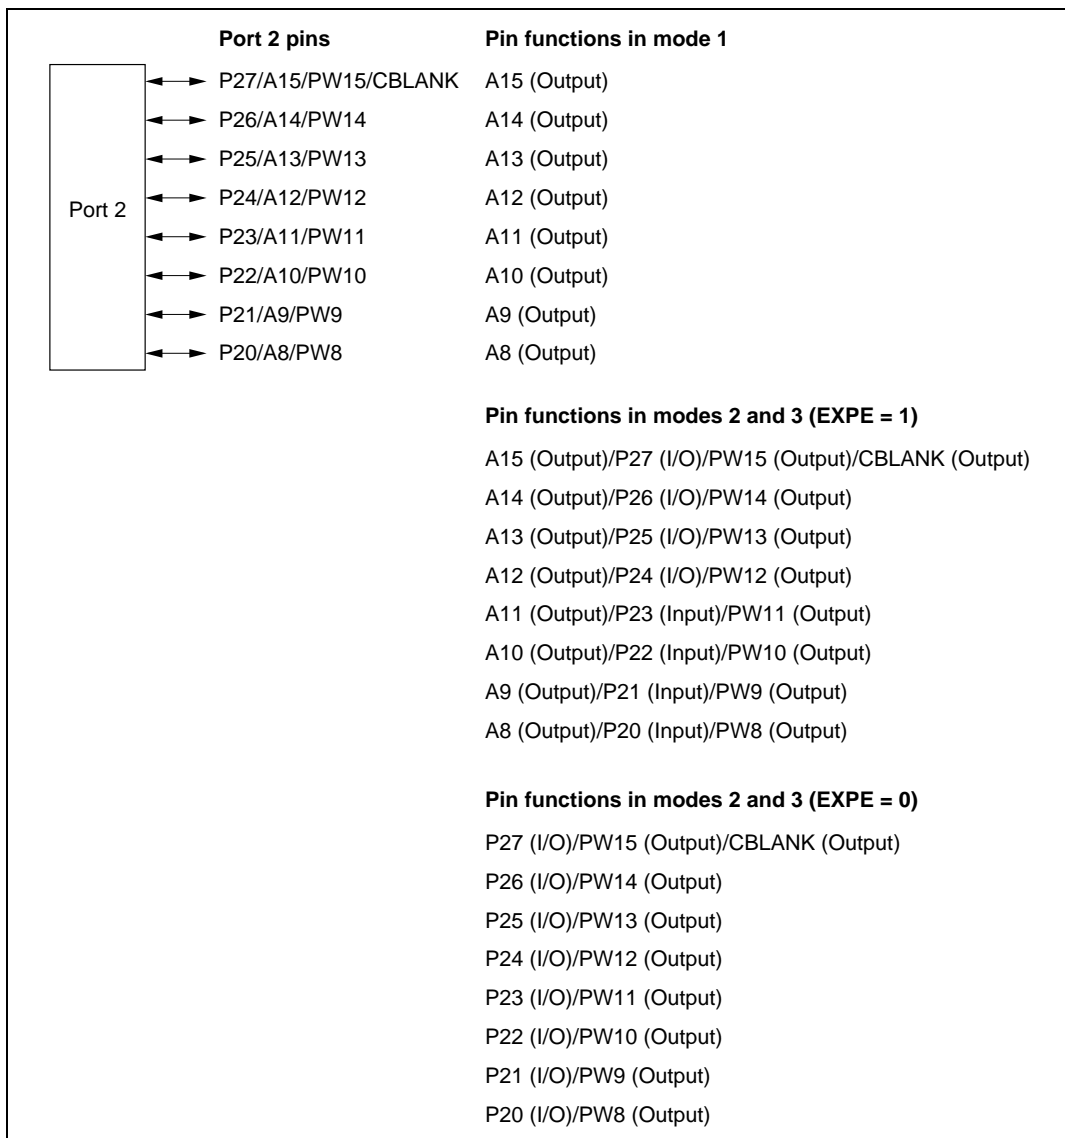 Port 2 pins Pin functions in mode 1
P27/A15/PW15/CBLANK A15 (Output)
P26/A14/PW14 A14 (Output)
P25/A13/PW13 A13 (Output)
P24/A12/PW12 A12 (Output)
Port 2
P23/A11/PW11 A11 (Output)
P22/A10/PW10 A10 (Output)
P21/A9/PW9 A9 (Output)
P20/A8/PW8 A8 (Output)
Pin functions in modes 2 and 3 (EXPE = 1)
A15 (Output)/P27 (I/O)/PW15 (Output)/CBLANK (Output)
A14 (Output)/P26 (I/O)/PW14 (Output)
A13 (Output)/P25 (I/O)/PW13 (Output)
A12 (Output)/P24 (I/O)/PW12 (Output)
A11 (Output)/P23 (Input)/PW11 (Output)
A10 (Output)/P22 (Input)/PW10 (Output)
A9 (Output)/P21 (Input)/PW9 (Output)
A8 (Output)/P20 (Input)/PW8 (Output)
Pin functions in modes 2 and 3 (EXPE = 0)
P27 (I/O)/PW15 (Output)/CBLANK (Output)
P26 (I/O)/PW14 (Output)
P25 (I/O)/PW13 (Output)
P24 (I/O)/PW12 (Output)
P23 (I/O)/PW11 (Output)
P22 (I/O)/PW10 (Output)
P21 (I/O)/PW9 (Output)
P20 (I/O)/PW8 (Output)